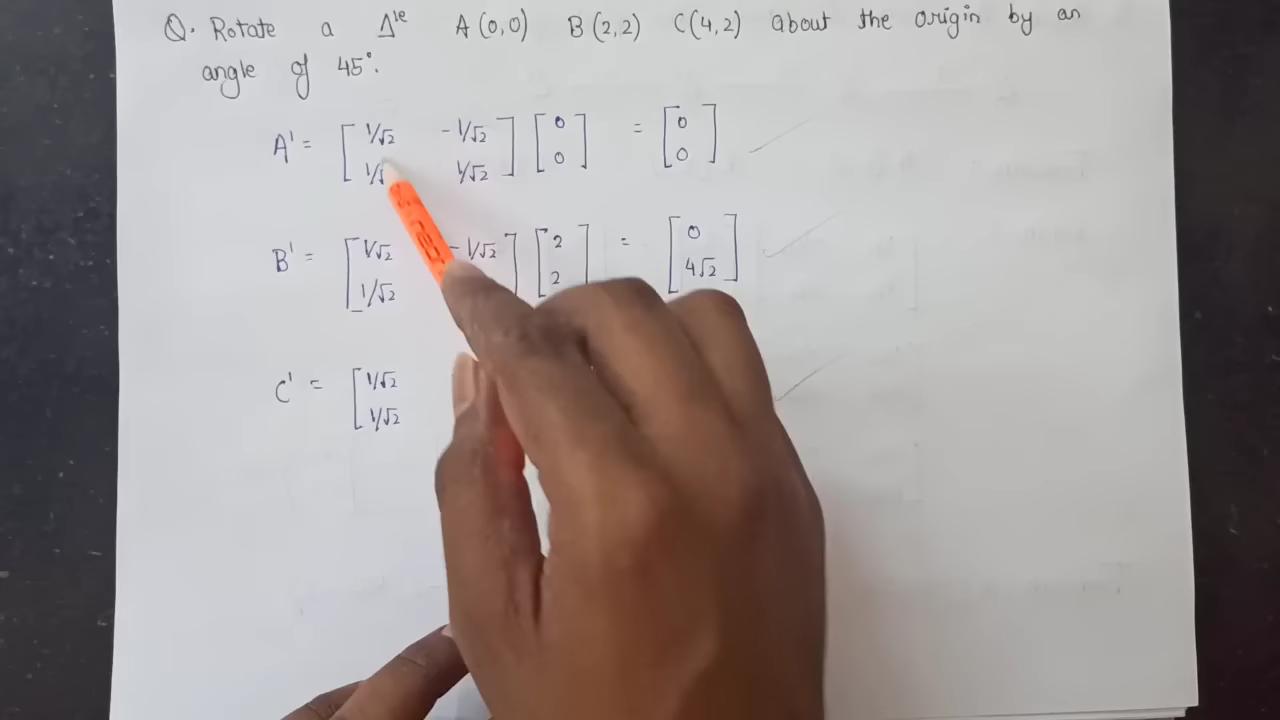 Q. Rotate a Δle A(0,0) B(2,2) C(4,2) about the origin by an
angle of 45°.
A' = [ 1/√2 -1/√2 ] [ 0 ] = [ 0 ]
1/√ 1/√2 0 0
B' = [ 1/√2 -1/√2 ] [ 2 ] = [ 0 ]
1/√2 2 4√2
C' = [ 1/√2
1/√2